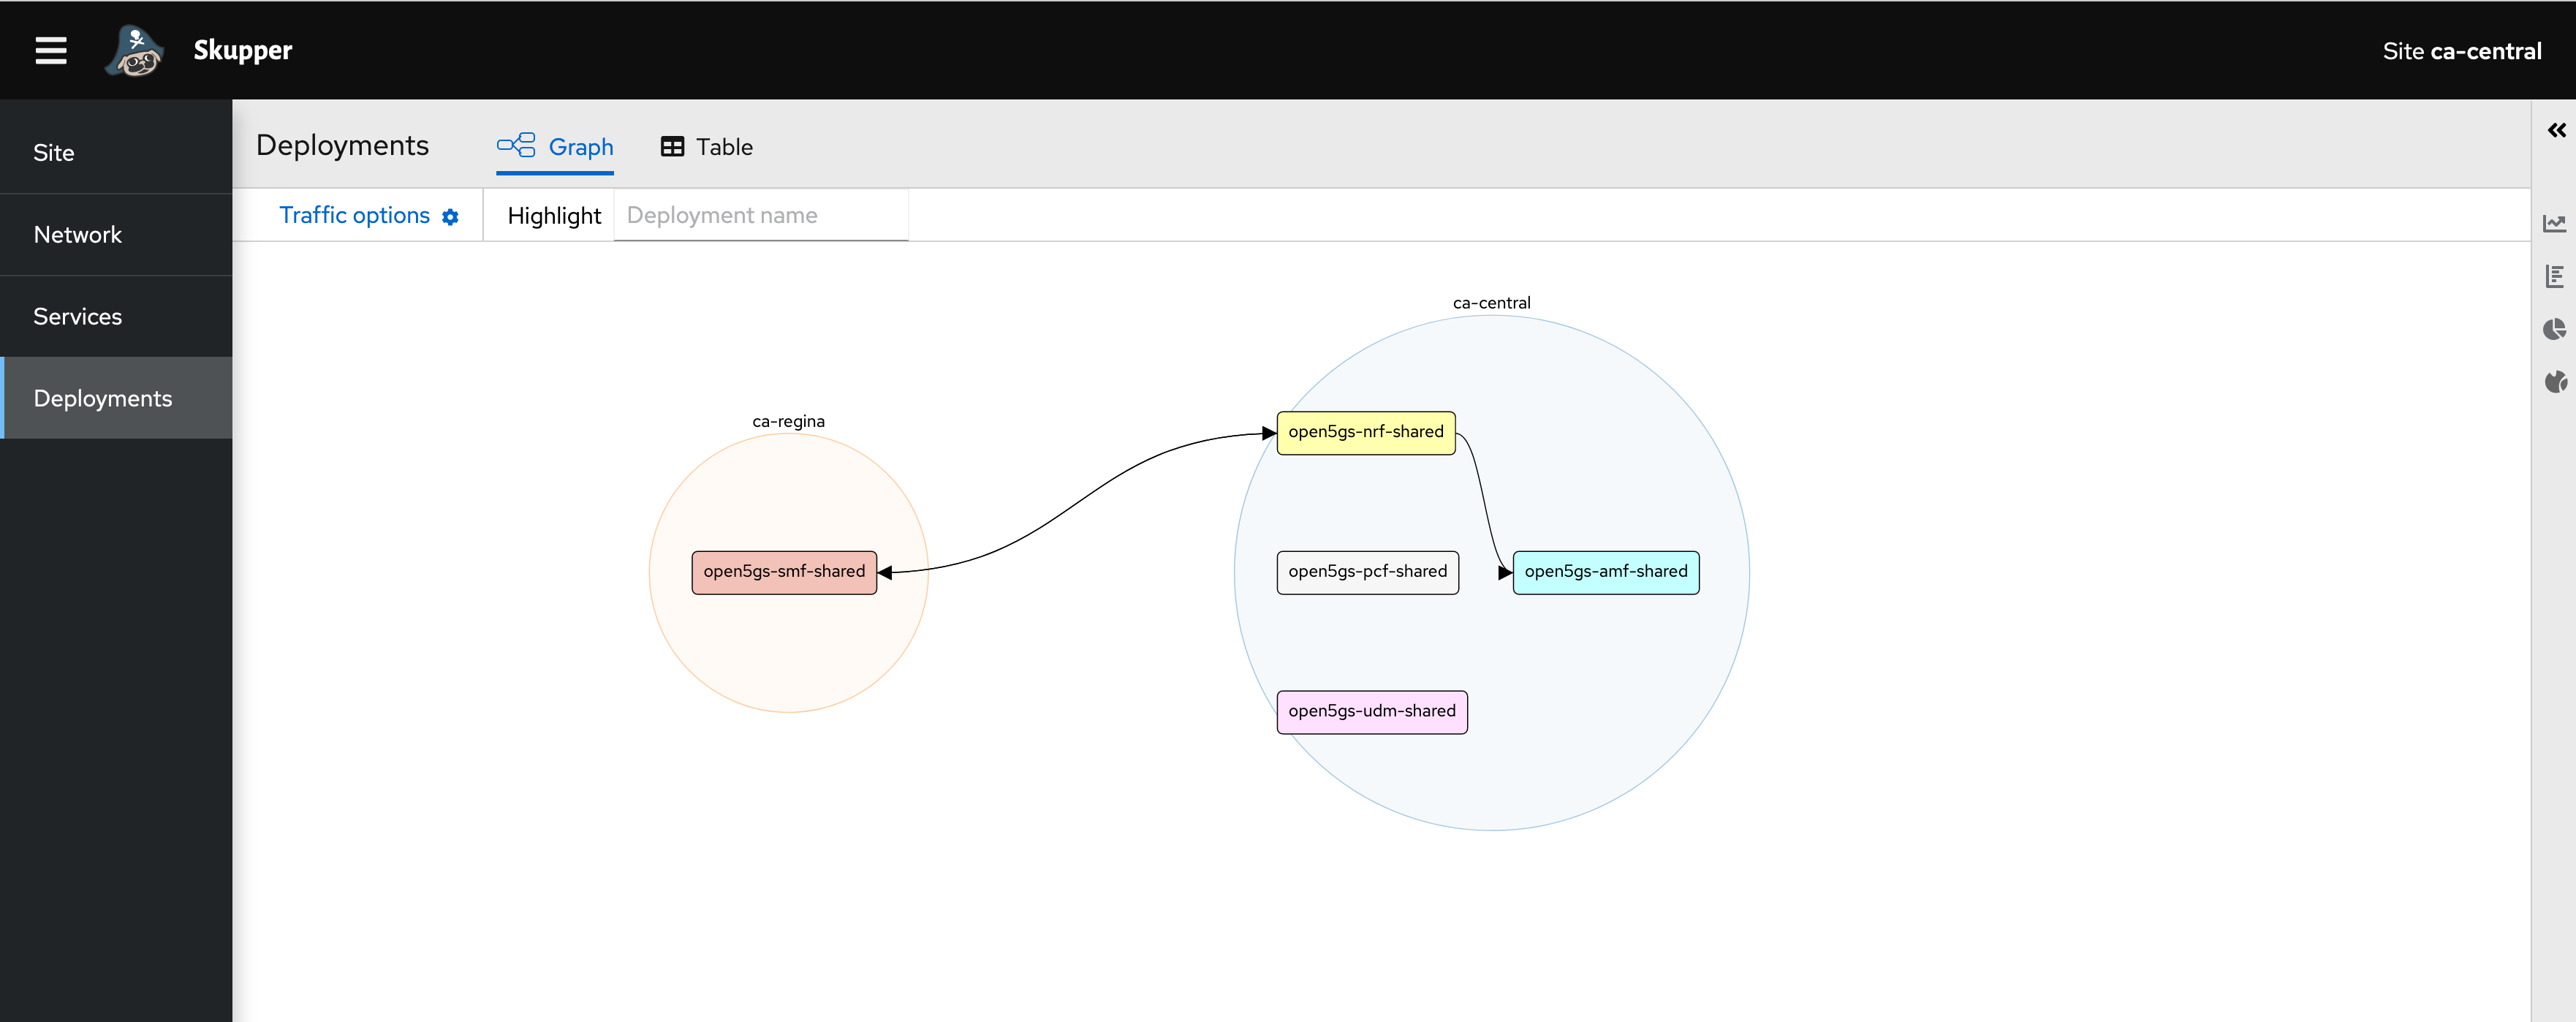 Skupper
Site ca-central
Site
Network
Services
Deployments
Deployments
Graph
Table
Traffic options
Highlight
Deployment name
ca-central
ca-regina
open5gs-nrf-shared
open5gs-smf-shared
open5gs-pcf-shared
open5gs-amf-shared
open5gs-udm-shared